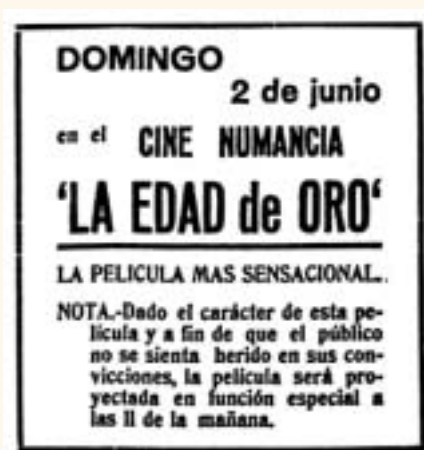 DOMINGO
2 de junio
en el CINE NUMANCIA
'LA EDAD de ORO'
LA PELICULA MAS SENSACIONAL..
NOTA.-Dado el carácter de esta pe-
lícula y a fin de que el público
no se sienta herido en sus con-
vicciones, la película será pro-
yectada en función especial a
las 11 de la mañana.